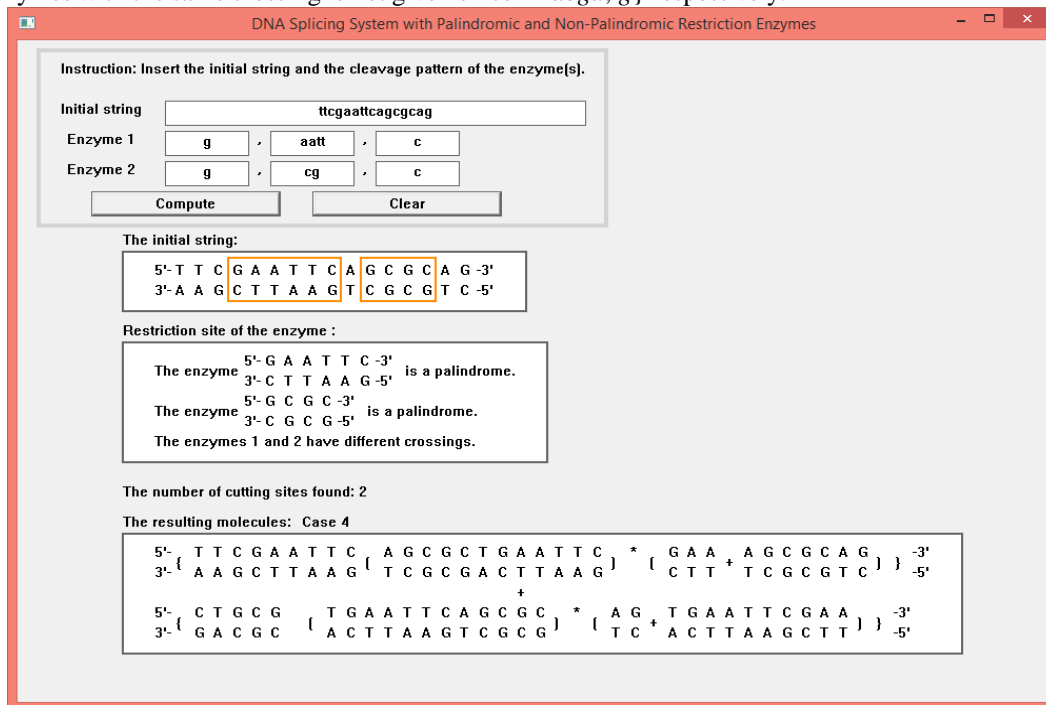 DNA Splicing System with Palindromic and Non-Palindromic Restriction Enzymes
Instruction: Insert the initial string and the cleavage pattern of the enzyme(s).
Initial string ttcgaattcagcgcag
Enzyme 1 g , aatt , c
Enzyme 2 g , cg , c
Compute Clear
The initial string:
5'- T T C G A A T T C A G C G C A G -3'
3'- A A G C T T A A G T C G C G T C -5'
Restriction site of the enzyme :
5'- G A A T T C -3'
The enzyme is a palindrome.
3'- C T T A A G -5'
5'- G C G C -3'
The enzyme is a palindrome.
3'- C G C G -5'
The enzymes 1 and 2 have different crossings.
The number of cutting sites found: 2
The resulting molecules: Case 4
5'- { T T C G A A T T C ( A G C G C T G A A T T C ) * ( G A A + A G C G C A G ) } -3'
3'- A A G C T T A A G T C G C G A C T T A A G C T T T C G C G T C -5'
+
5'- { C T G C G ( T G A A T T C A G C G C ) * ( A G + T G A A T T C G A A ) } -3'
3'- G A C G C A C T T A A G T C G C G T C A C T T A A G C T T -5'